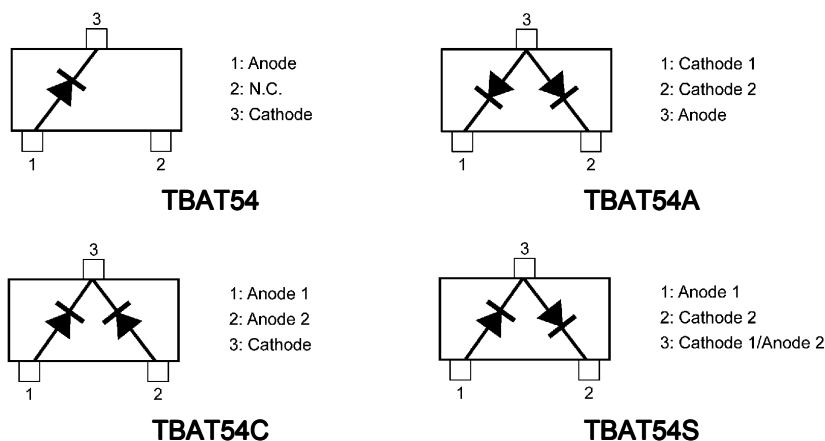 3
1: Anode
2: N.C.
3: Cathode
1
2
TBAT54
3
1: Cathode 1
2: Cathode 2
3: Anode
1
2
TBAT54A
3
1: Anode 1
2: Anode 2
3: Cathode
1
2
TBAT54C
3
1: Anode 1
2: Cathode 2
3: Cathode 1/Anode 2
1
2
TBAT54S